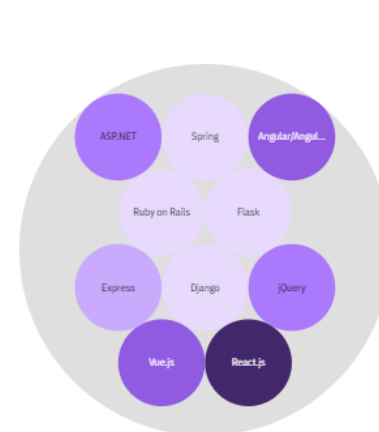 ASP.NET
Spring
Angular/Angul...
Ruby on Rails
Flask
Express
Django
jQuery
Vue.js
React.js